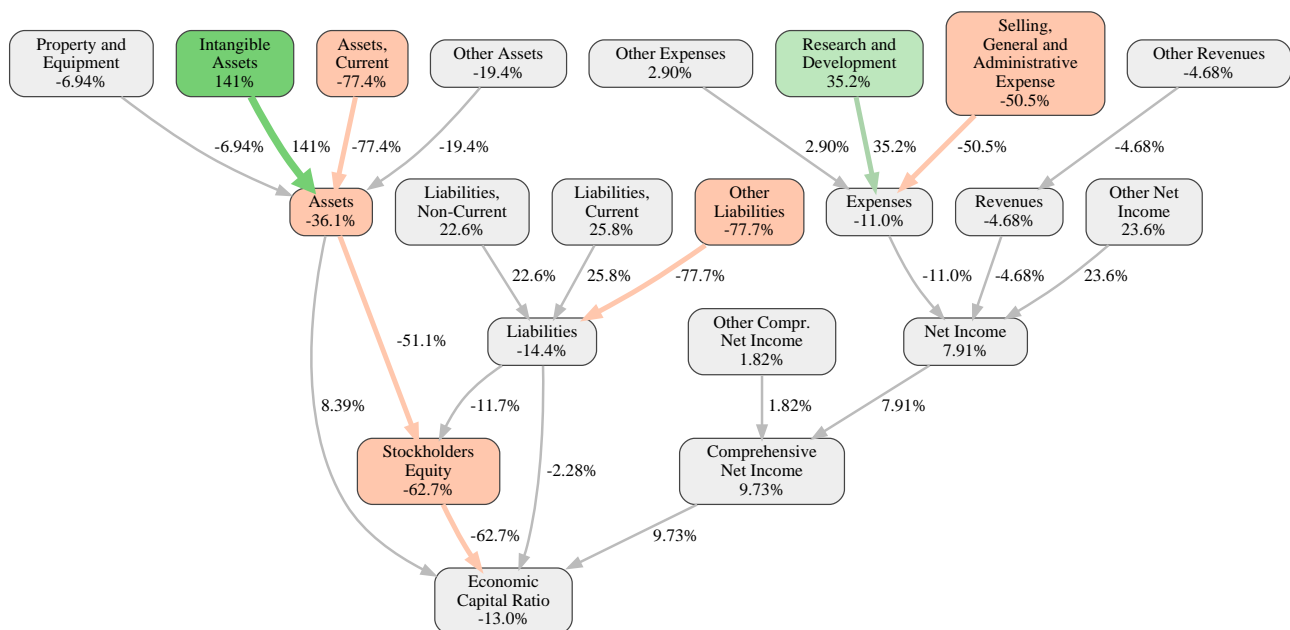 Property and
Equipment
-6.94%
Intangible
Assets
141%
Assets,
Current
-77.4%
Other Assets
-19.4%
Other Expenses
2.90%
Research and
Development
35.2%
Selling,
General and
Administrative
Expense
-50.5%
Other Revenues
-4.68%
-6.94%
141%
-77.4%
-19.4%
2.90%
35.2%
-50.5%
-4.68%
Assets
-36.1%
Liabilities,
Non-Current
22.6%
Liabilities,
Current
25.8%
Other
Liabilities
-77.7%
Expenses
-11.0%
Revenues
-4.68%
Other Net
Income
23.6%
22.6%
25.8%
-77.7%
-11.0%
-4.68%
23.6%
-51.1%
Liabilities
-14.4%
Other Compr.
Net Income
1.82%
Net Income
7.91%
8.39%
-11.7%
1.82%
7.91%
Stockholders
Equity
-62.7%
-2.28%
Comprehensive
Net Income
9.73%
-62.7%
9.73%
Economic
Capital Ratio
-13.0%